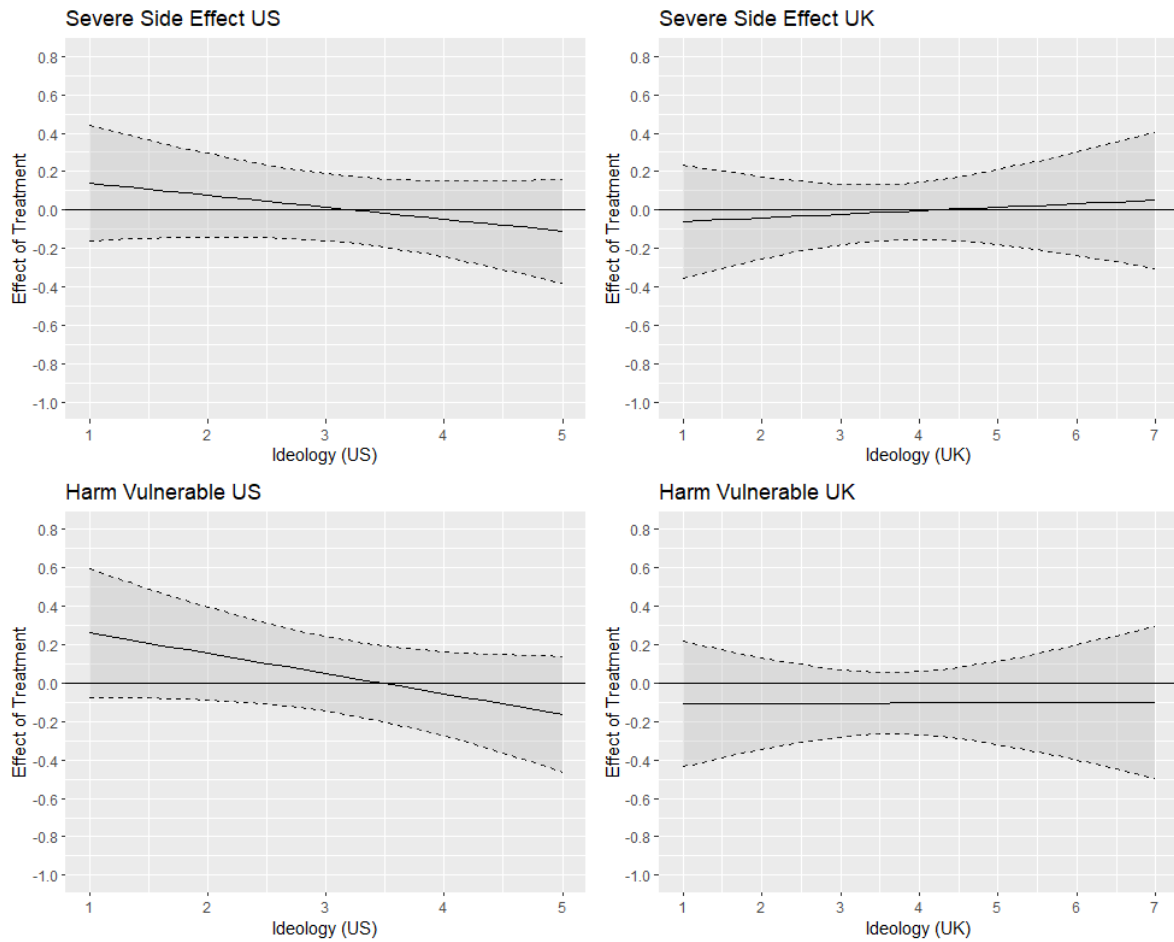 Severe Side Effect US
Effect of Treatment
0.8
0.6
0.4
0.2
0.0
-0.2
-0.4
-0.6
-0.8
-1.0
1 2 3 4 5
Ideology (US)
Severe Side Effect UK
Effect of Treatment
0.8
0.6
0.4
0.2
0.0
-0.2
-0.4
-0.6
-0.8
-1.0
1 2 3 4 5 6 7
Ideology (UK)
Harm Vulnerable US
Effect of Treatment
0.8
0.6
0.4
0.2
0.0
-0.2
-0.4
-0.6
-0.8
-1.0
1 2 3 4 5
Ideology (US)
Harm Vulnerable UK
Effect of Treatment
0.8
0.6
0.4
0.2
0.0
-0.2
-0.4
-0.6
-0.8
-1.0
1 2 3 4 5 6 7
Ideology (UK)